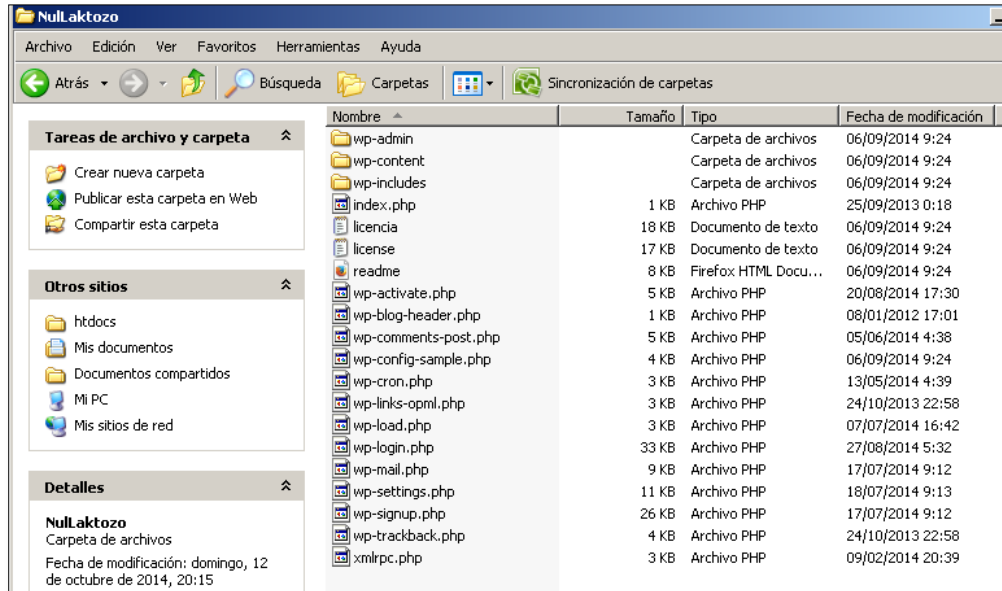 NulLaktozo
Archivo Edición Ver Favoritos Herramientas Ayuda
Atrás Búsqueda Carpetas Sincronización de carpetas
Tareas de archivo y carpeta
Crear nueva carpeta
Publicar esta carpeta en Web
Compartir esta carpeta
Otros sitios
htdocs
Mis documentos
Documentos compartidos
Mi PC
Mis sitios de red
Detalles
NulLaktozo
Carpeta de archivos
Fecha de modificación: domingo, 12
de octubre de 2014, 20:15
Nombre Tamaño Tipo Fecha de modificación
wp-admin Carpeta de archivos 06/09/2014 9:24
wp-content Carpeta de archivos 06/09/2014 9:24
wp-includes Carpeta de archivos 06/09/2014 9:24
index.php 1 KB Archivo PHP 25/09/2013 0:18
licencia 18 KB Documento de texto 06/09/2014 9:24
license 17 KB Documento de texto 06/09/2014 9:24
readme 8 KB Firefox HTML Docu... 06/09/2014 9:24
wp-activate.php 5 KB Archivo PHP 20/08/2014 17:30
wp-blog-header.php 1 KB Archivo PHP 08/01/2012 17:01
wp-comments-post.php 5 KB Archivo PHP 05/06/2014 4:38
wp-config-sample.php 4 KB Archivo PHP 06/09/2014 9:24
wp-cron.php 3 KB Archivo PHP 13/05/2014 4:39
wp-links-opml.php 3 KB Archivo PHP 24/10/2013 22:58
wp-load.php 3 KB Archivo PHP 07/07/2014 16:42
wp-login.php 33 KB Archivo PHP 27/08/2014 5:32
wp-mail.php 9 KB Archivo PHP 17/07/2014 9:12
wp-settings.php 11 KB Archivo PHP 18/07/2014 9:13
wp-signup.php 26 KB Archivo PHP 17/07/2014 9:12
wp-trackback.php 4 KB Archivo PHP 24/10/2013 22:58
xmlrpc.php 3 KB Archivo PHP 09/02/2014 20:39